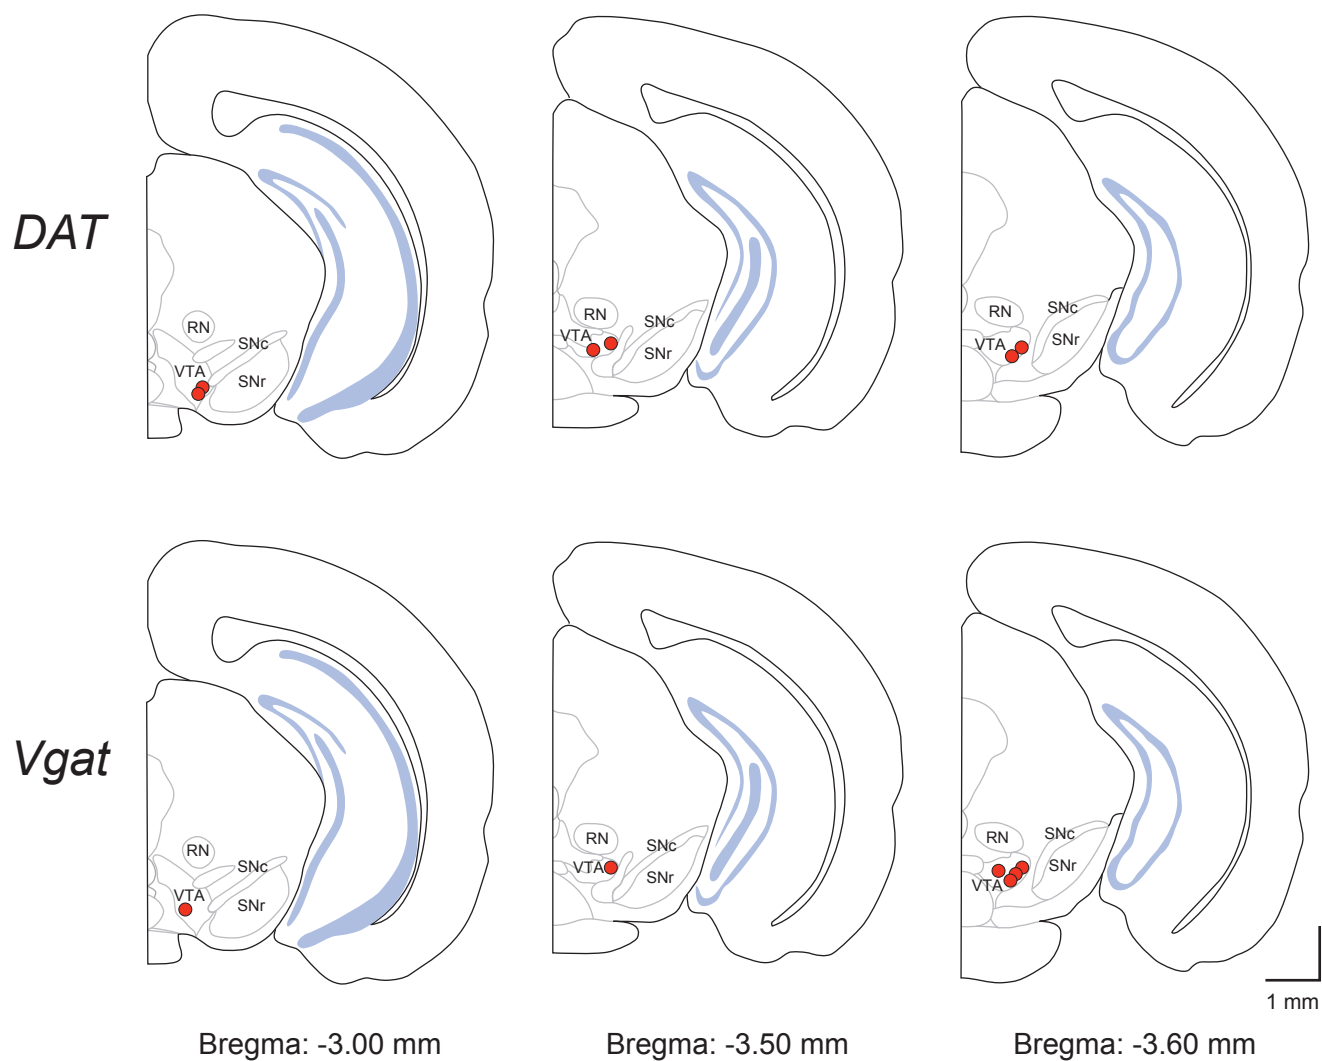 DAT
RN
SNc
VTA
SNr
RN
SNc
VTA
SNr
RN
SNc
VTA
SNr
Vgat
RN
SNc
VTA
SNr
RN
SNc
VTA
SNr
RN
SNc
VTA
SNr
1 mm
Bregma: -3.00 mm
Bregma: -3.50 mm
Bregma: -3.60 mm